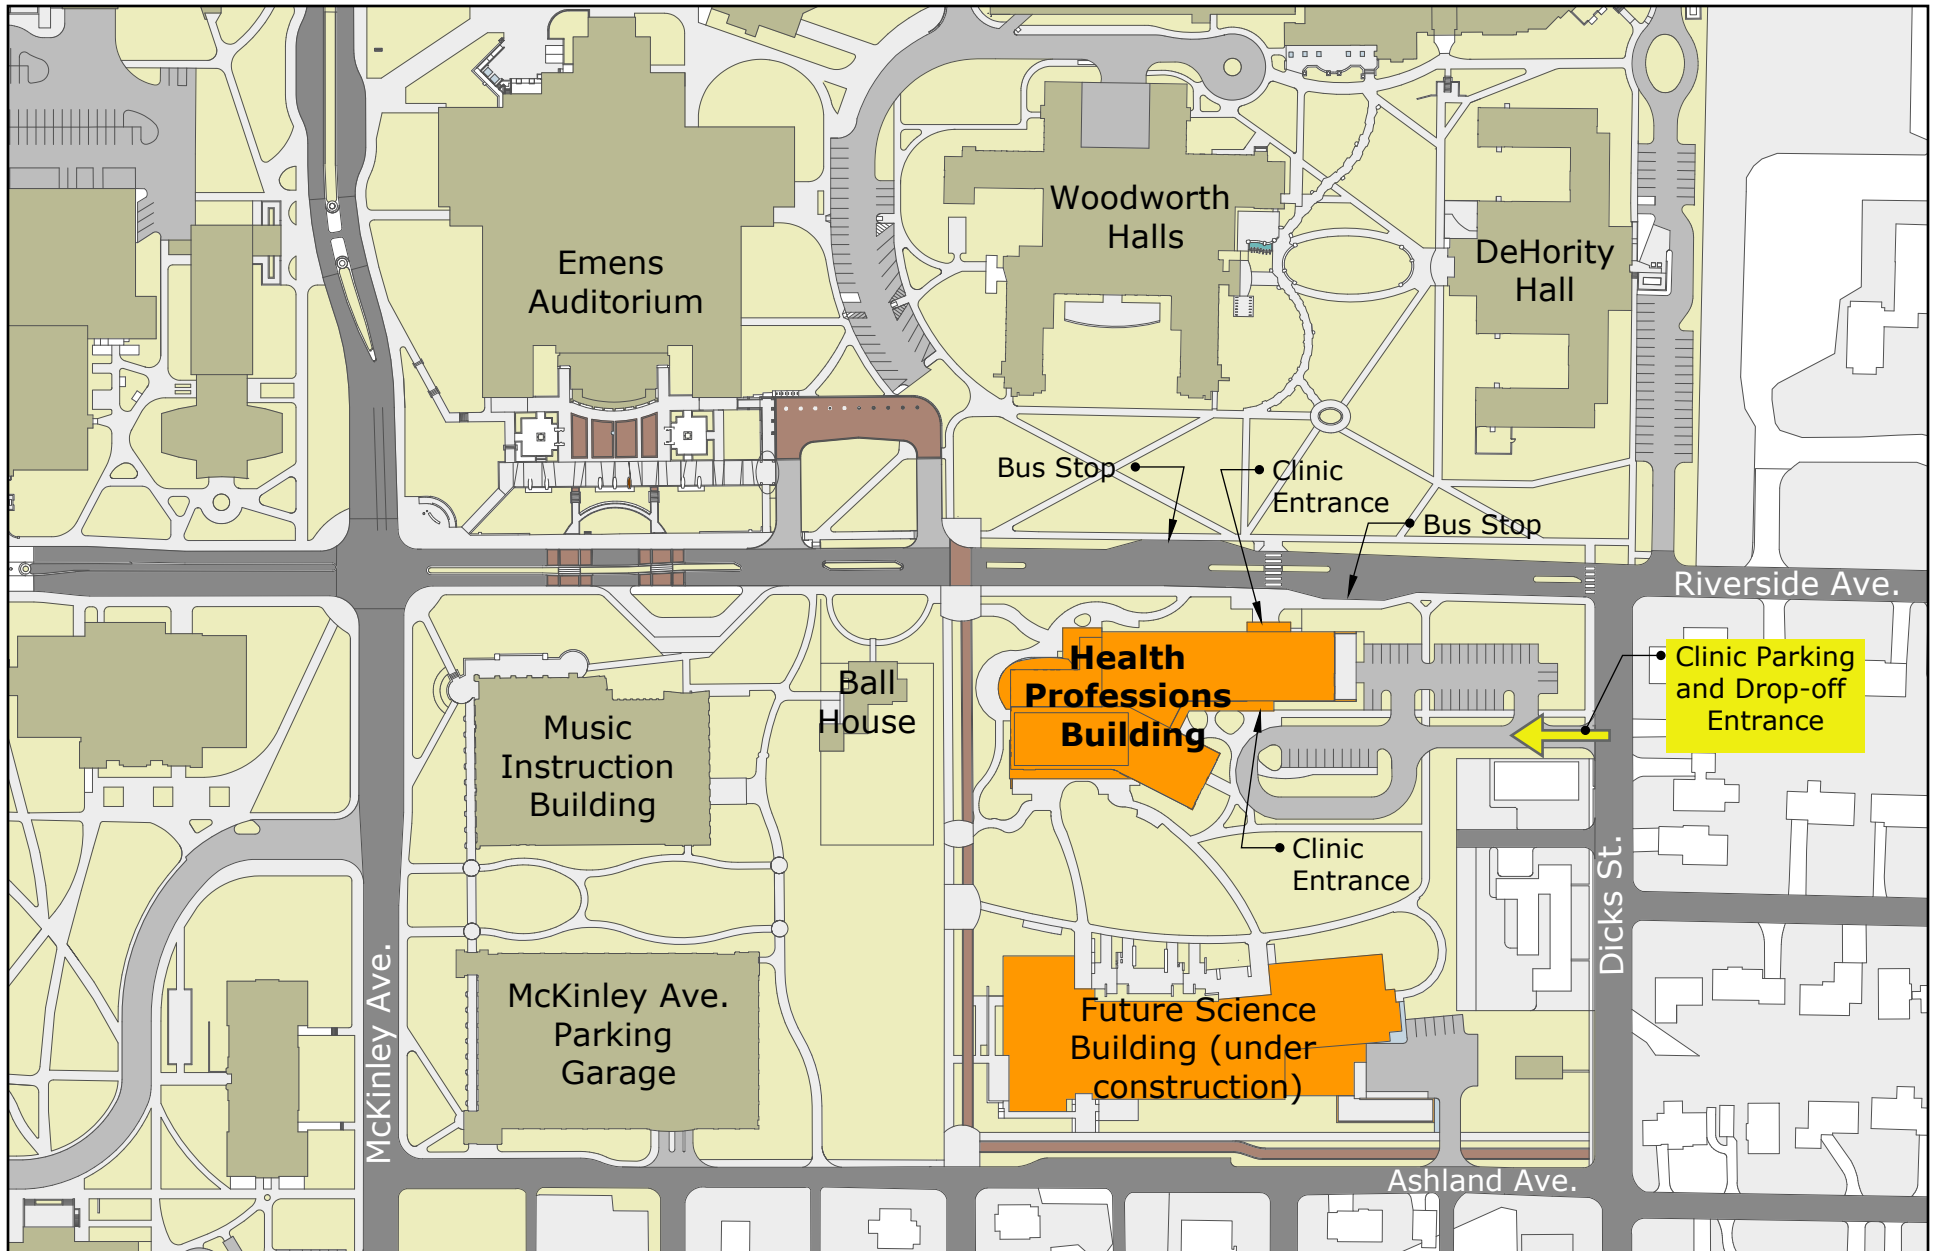 Woodworth
Halls
DeHority
Hall
Emens
Auditorium
Bus Stop
Clinic
Entrance
Bus Stop
Riverside Ave.
Clinic Parking
and Drop-off
Entrance
Health
Professions
Building
Ball
House
Music
Instruction
Building
Clinic
Entrance
Dicks St.
McKinley Ave.
McKinley Ave.
Parking
Garage
Future Science
Building (under
construction)
Ashland Ave.